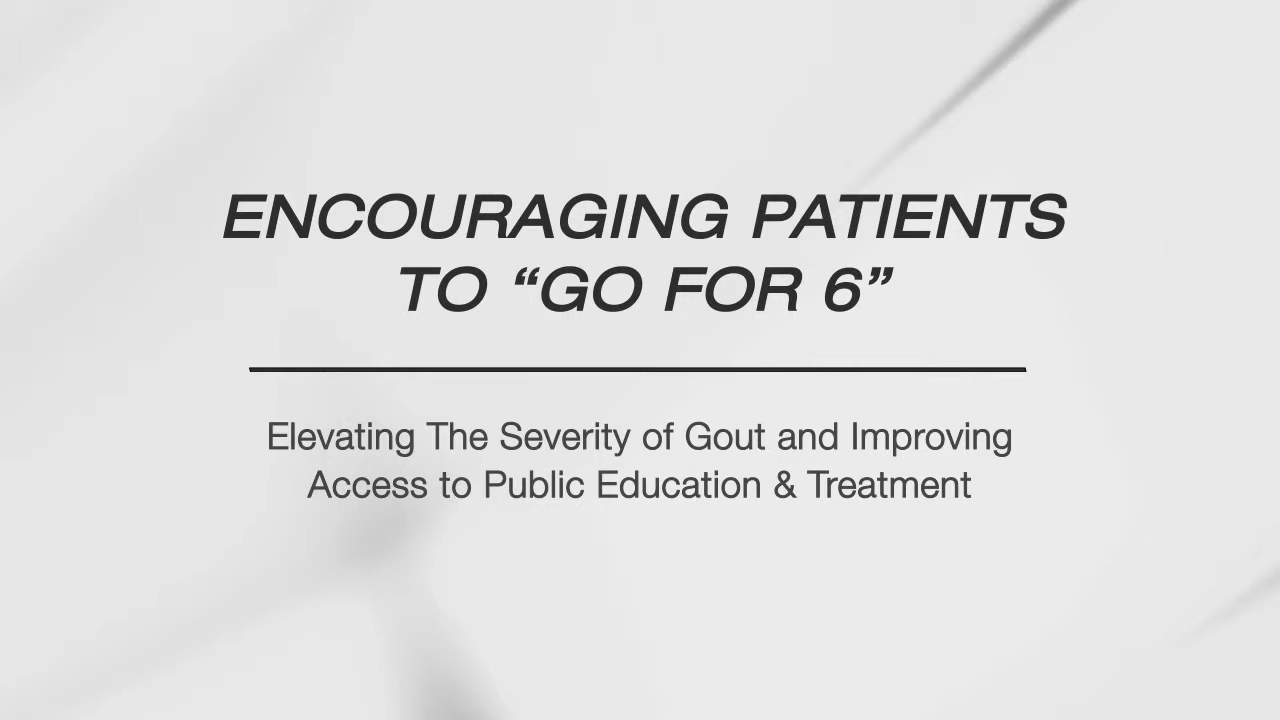 ENCOURAGING PATIENTS
TO “GO FOR 6”
Elevating The Severity of Gout and Improving
Access to Public Education & Treatment